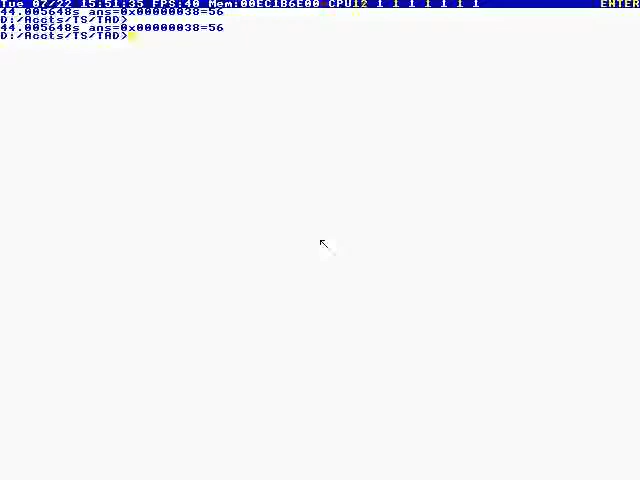 Tue 07/22 15:51:35 FPS:40 Mem:00EC1B6E00 CPU12 1 1 1 1 1 1 1 ENTER
44.005648s ans=0x00000038=56
D:/Accts/TS/TAD>
44.005648s ans=0x00000038=56
D:/Accts/TS/TAD>